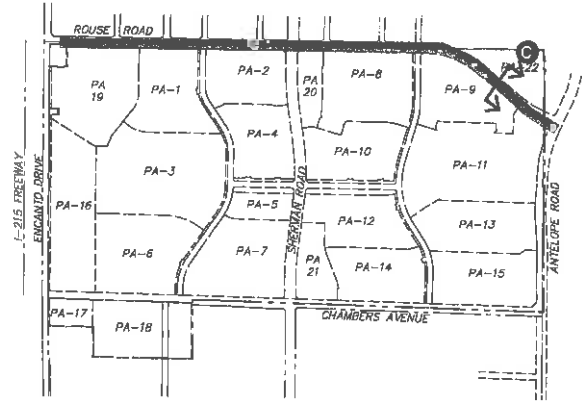 ROUSE ROAD
C
PA-22
PA
19
PA-1
PA-2
PA
20
PA-8
PA-9
PA-4
PA-10
PA-11
PA-3
PA-16
PA-5
PA-12
PA-13
PA-6
PA-7
PA
21
PA-14
PA-15
PA-17
PA-18
I-215 FREEWAY
ENCANTO DRIVE
SHERMAN ROAD
ANTELOPE ROAD
CHAMBERS AVENUE